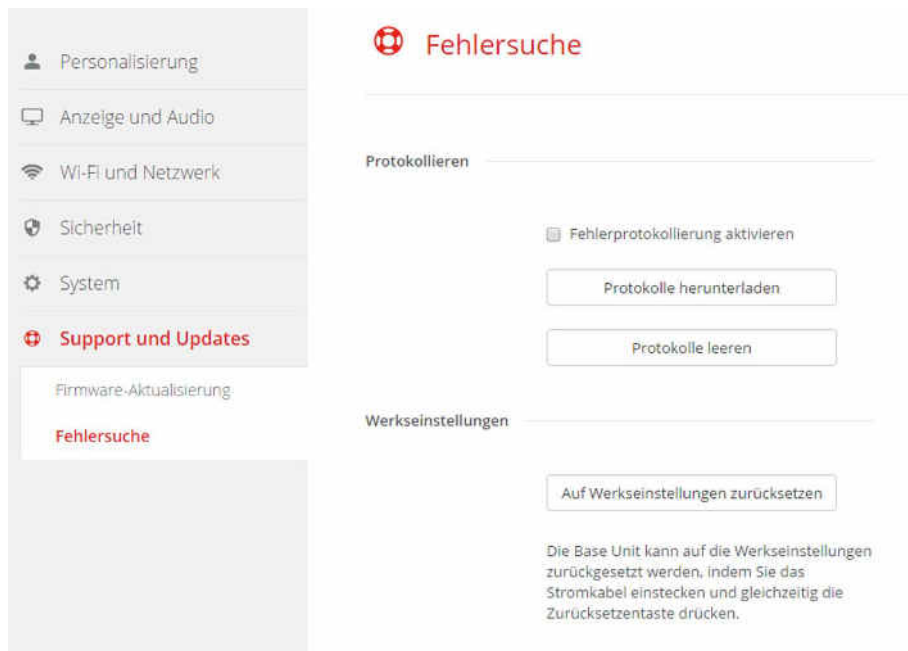 Personalisierung
Anzeige und Audio
Wi-Fi und Netzwerk
Sicherheit
System
Support und Updates
Firmware-Aktualisierung
Fehlersuche
Fehlersuche
Protokollieren
Fehlerprotokollierung aktivieren
Protokolle herunterladen
Protokolle leeren
Werkseinstellungen
Auf Werkseinstellungen zurücksetzen
Die Base Unit kann auf die Werkseinstellungen
zurückgesetzt werden, indem Sie das
Stromkabel einstecken und gleichzeitig die
Zurücksetzentaste drücken.